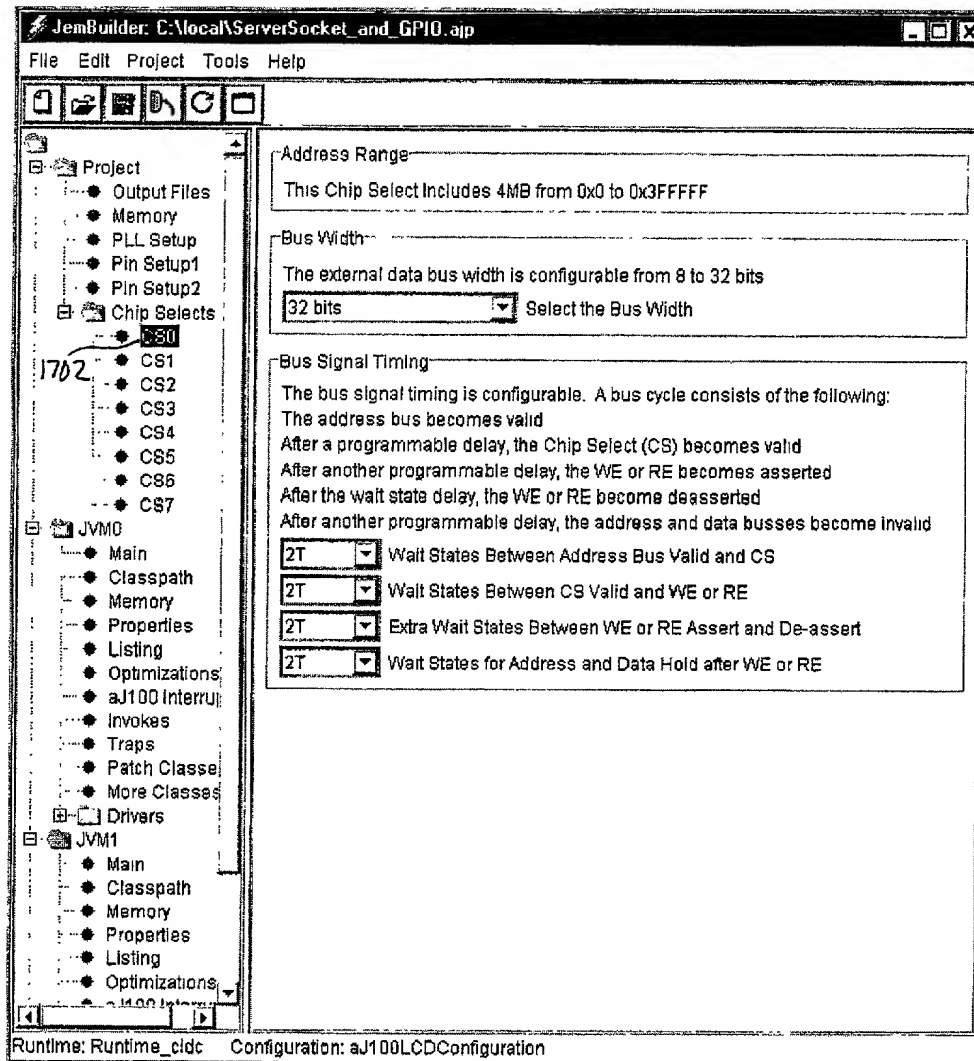 JemBuilder: C:\local\ServerSocket_and_GPIO.ajp
File Edit Project Tools Help
Project
Output Files
Memory
PLL Setup
Pin Setup1
Pin Setup2
Chip Selects
CS0
1702
CS1
CS2
CS3
CS4
CS5
CS6
CS7
JVM0
Main
Classpath
Memory
Properties
Listing
Optimizations
aJ100 Interru
Invokes
Traps
Patch Classe
More Classes
Drivers
JVM1
Main
Classpath
Memory
Properties
Listing
Optimizations
aJ100 Interru
Address Range
This Chip Select Includes 4MB from 0x0 to 0x3FFFFF
Bus Width
The external data bus width is configurable from 8 to 32 bits
32 bits Select the Bus Width
Bus Signal Timing
The bus signal timing is configurable. A bus cycle consists of the following:
The address bus becomes valid
After a programmable delay, the Chip Select (CS) becomes valid
After another programmable delay, the WE or RE becomes asserted
After the wait state delay, the WE or RE become deasserted
After another programmable delay, the address and data busses become invalid
2T Wait States Between Address Bus Valid and CS
2T Wait States Between CS Valid and WE or RE
2T Extra Wait States Between WE or RE Assert and De-assert
2T Wait States for Address and Data Hold after WE or RE
Runtime: Runtime_cldc Configuration: aJ100LCDConfiguration